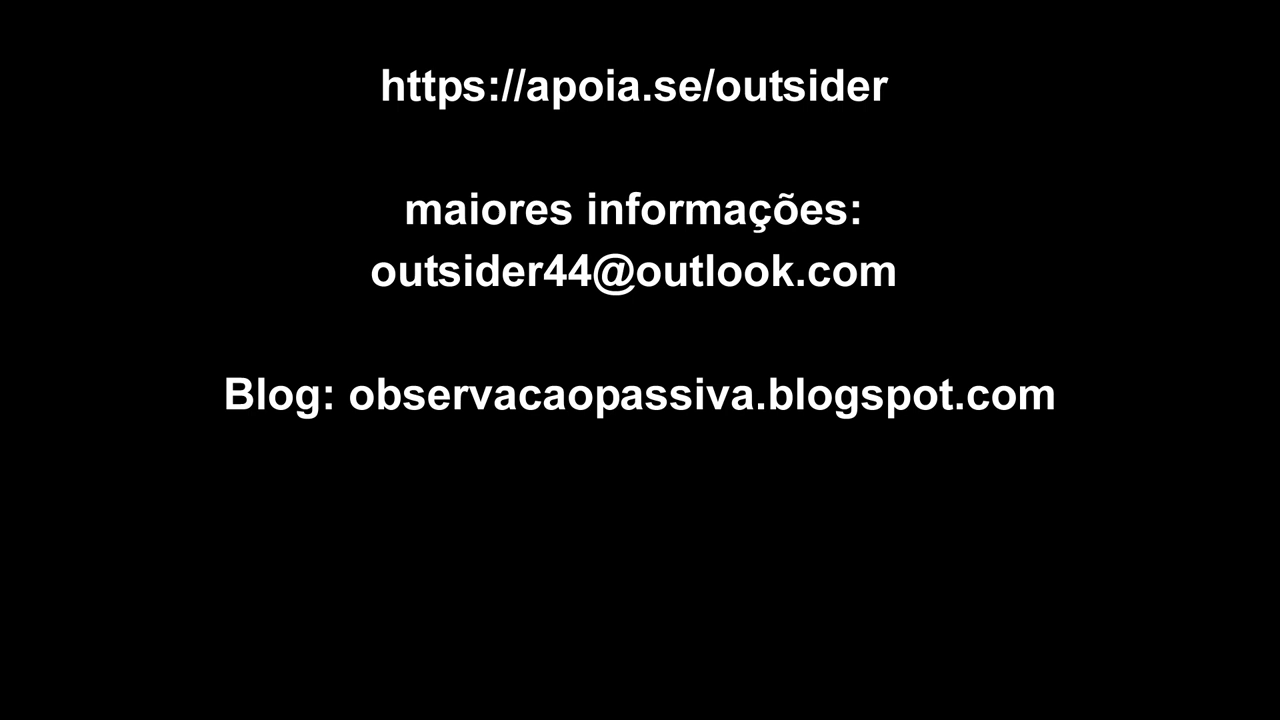 https://apoia.se/outsider
maiores informações:
outsider44@outlook.com
Blog: observacaopassiva.blogspot.com